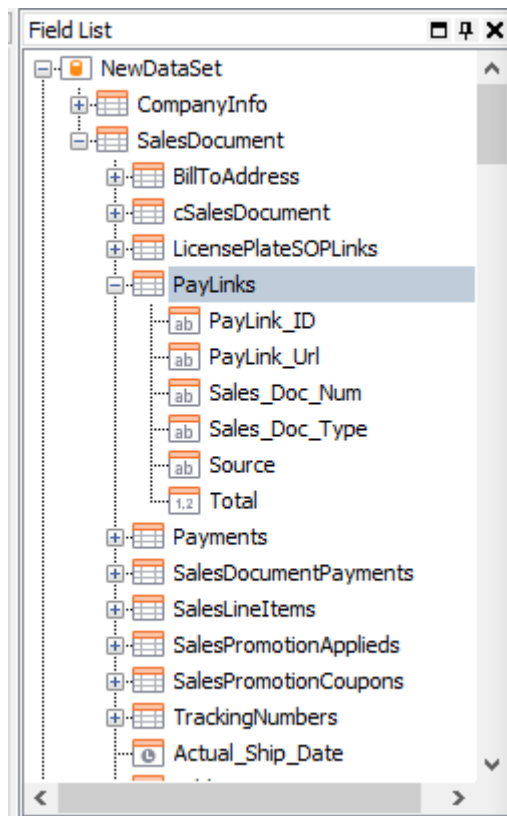 Field List
NewDataSet
CompanyInfo
SalesDocument
BillToAddress
cSalesDocument
LicensePlateSOPLinks
PayLinks
ab PayLink_ID
ab PayLink_Url
ab Sales_Doc_Num
ab Sales_Doc_Type
ab Source
1,2 Total
Payments
SalesDocumentPayments
SalesLineItems
SalesPromotionApplieds
SalesPromotionCoupons
TrackingNumbers
Actual_Ship_Date